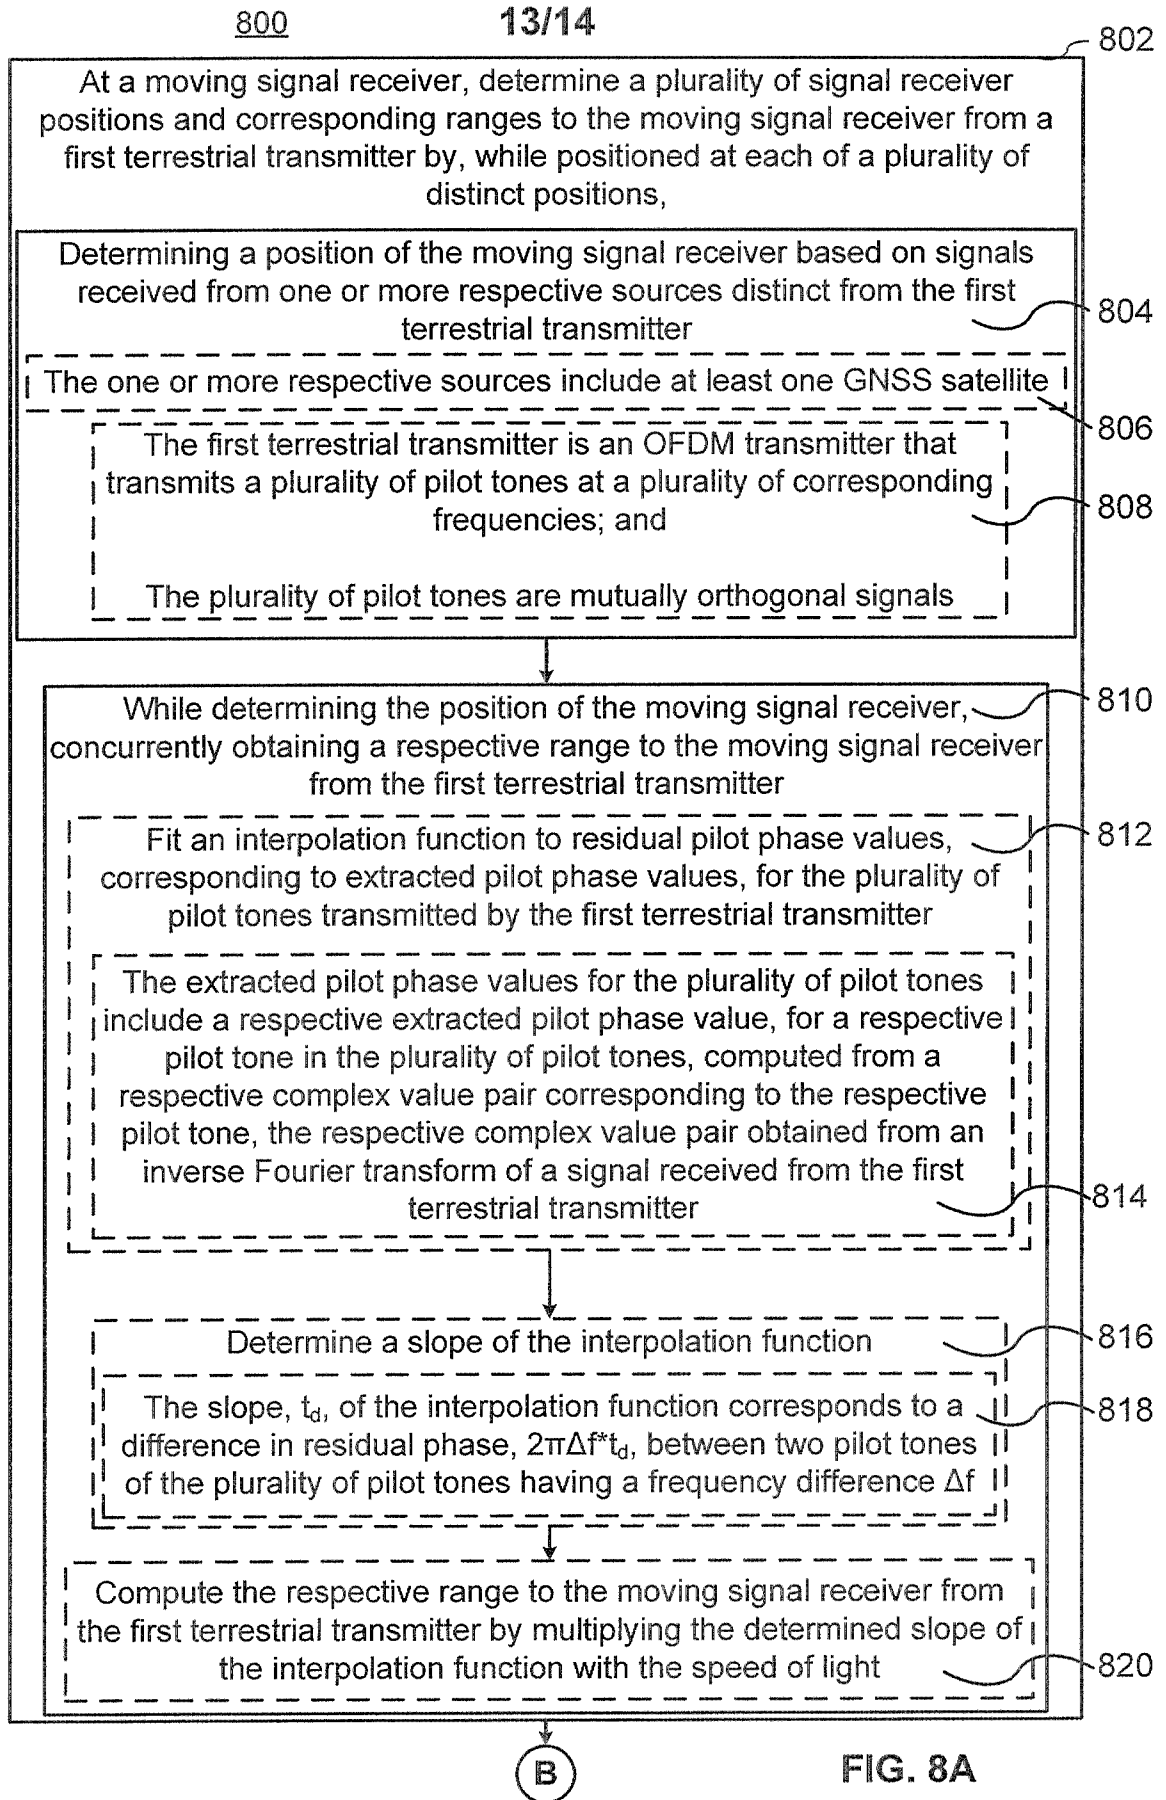 800
13/14
802
At a moving signal receiver, determine a plurality of signal receiver
positions and corresponding ranges to the moving signal receiver from a
first terrestrial transmitter by, while positioned at each of a plurality of
distinct positions,
Determining a position of the moving signal receiver based on signals
received from one or more respective sources distinct from the first
terrestrial transmitter
804
The one or more respective sources include at least one GNSS satellite
806
The first terrestrial transmitter is an OFDM transmitter that
transmits a plurality of pilot tones at a plurality of corresponding
frequencies; and
808
The plurality of pilot tones are mutually orthogonal signals
While determining the position of the moving signal receiver,
810
concurrently obtaining a respective range to the moving signal receiver
from the first terrestrial transmitter
Fit an interpolation function to residual pilot phase values,
812
corresponding to extracted pilot phase values, for the plurality of
pilot tones transmitted by the first terrestrial transmitter
The extracted pilot phase values for the plurality of pilot tones
include a respective extracted pilot phase value, for a respective
pilot tone in the plurality of pilot tones, computed from a
respective complex value pair corresponding to the respective
pilot tone, the respective complex value pair obtained from an
inverse Fourier transform of a signal received from the first
terrestrial transmitter
814
Determine a slope of the interpolation function
816
The slope, td, of the interpolation function corresponds to a
818
difference in residual phase, 2πΔf*td, between two pilot tones
of the plurality of pilot tones having a frequency difference Δf
Compute the respective range to the moving signal receiver from
the first terrestrial transmitter by multiplying the determined slope of
the interpolation function with the speed of light
820
B
FIG. 8A